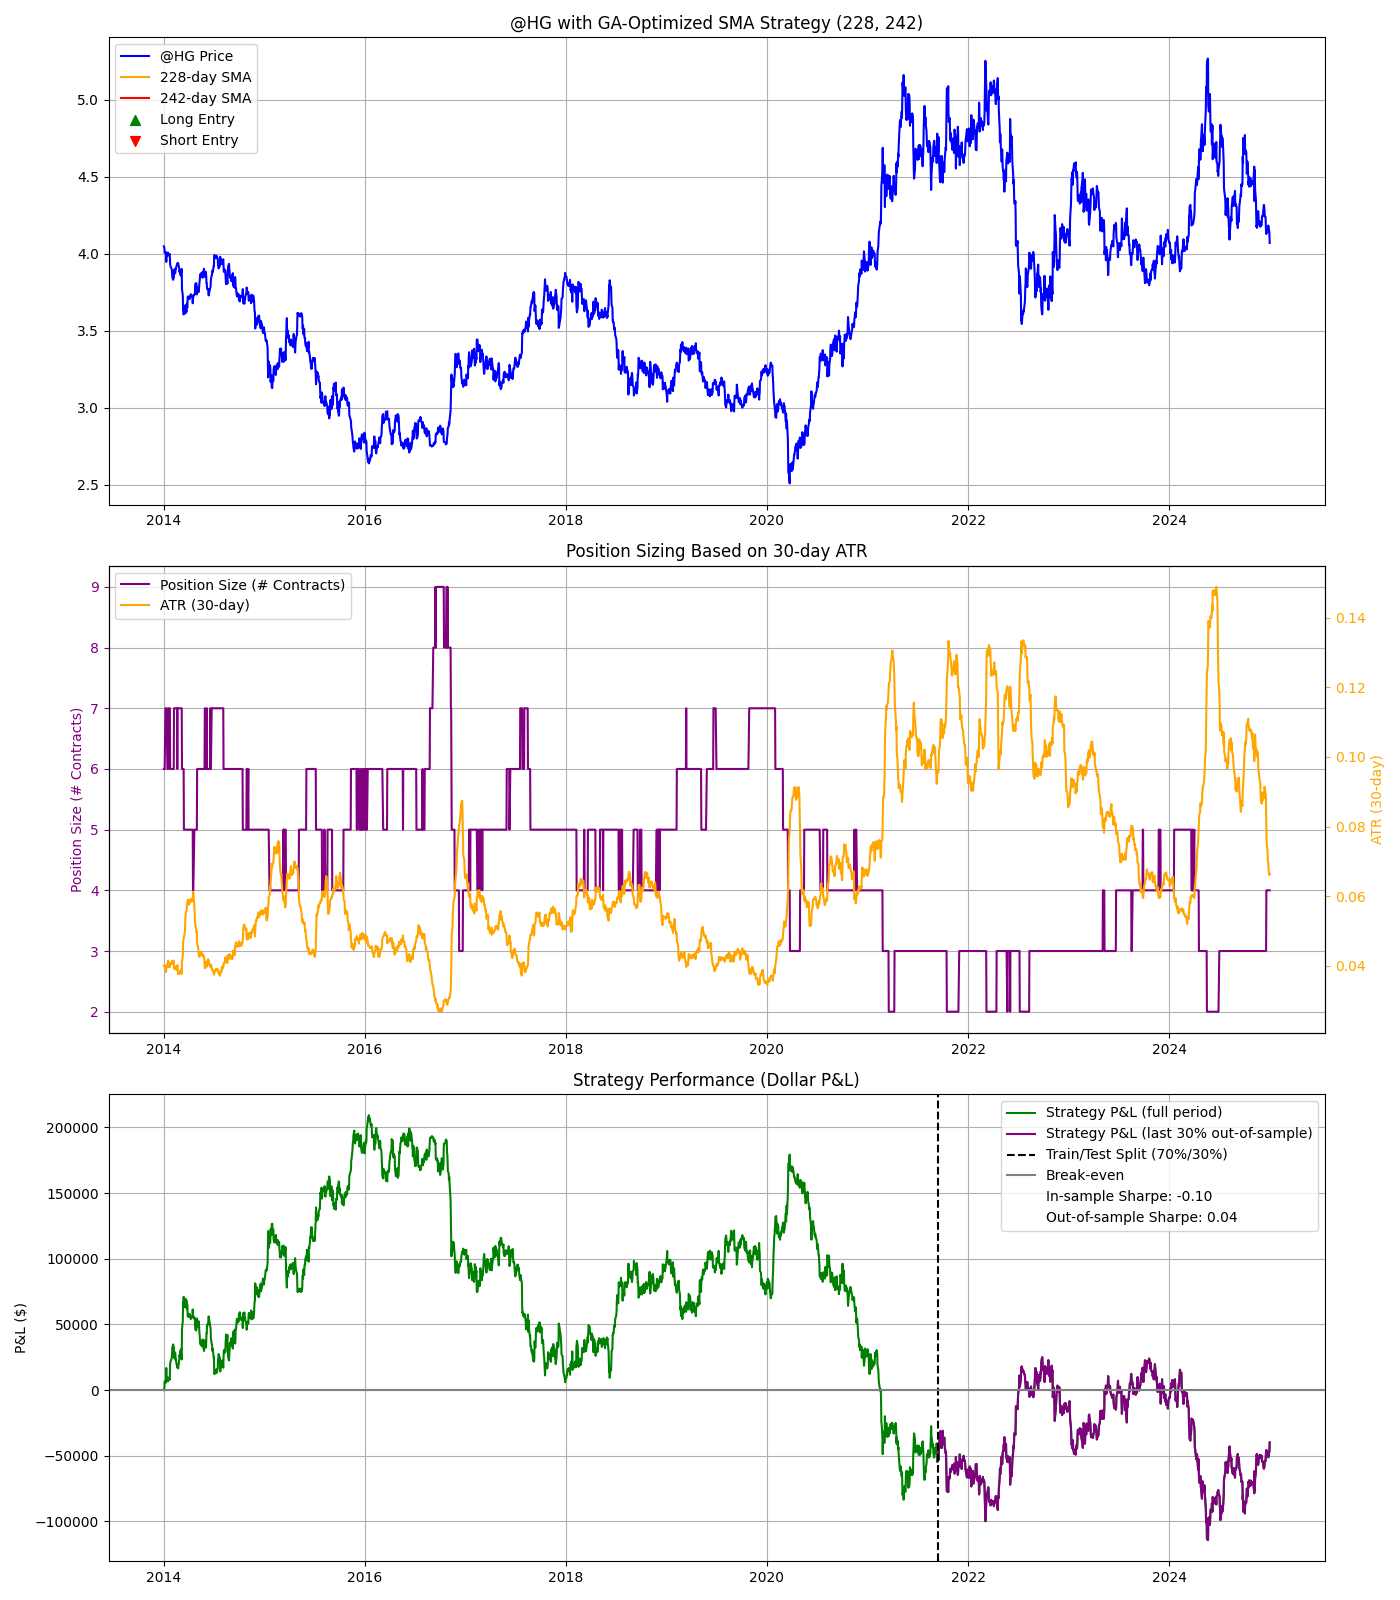 @HG with GA-Optimized SMA Strategy (228, 242)
@HG Price
228-day SMA
242-day SMA
Long Entry
Short Entry
5.0
4.5
4.0
3.5
3.0
2.5
2014 2016 2018 2020 2022 2024
Position Sizing Based on 30-day ATR
Position Size (# Contracts)
ATR (30-day)
Position Size (# Contracts)
9
8
7
6
5
4
3
2
0.14
0.12
0.10
0.08
0.06
0.04
ATR (30-day)
2014 2016 2018 2020 2022 2024
Strategy Performance (Dollar P&L)
Strategy P&L (full period)
Strategy P&L (last 30% out-of-sample)
Train/Test Split (70%/30%)
Break-even
In-sample Sharpe: -0.10
Out-of-sample Sharpe: 0.04
P&L ($)
200000
150000
100000
50000
0
−50000
−100000
2014 2016 2018 2020 2022 2024